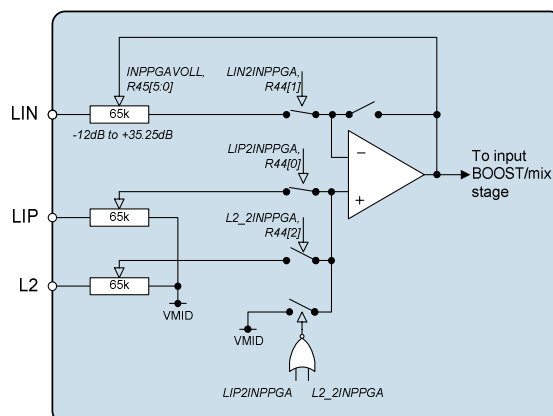 INPPGAVOLL,
R45[5:0]
LIN2INPPGA,
R44[1]
LIN
65k
-12dB to +35.25dB
LIP2INPPGA,
R44[0]
−
+
To input
BOOST/mix
stage
LIP
65k
L2_2INPPGA,
R44[2]
L2
65k
VMID
VMID
LIP2INPPGA
L2_2INPPGA